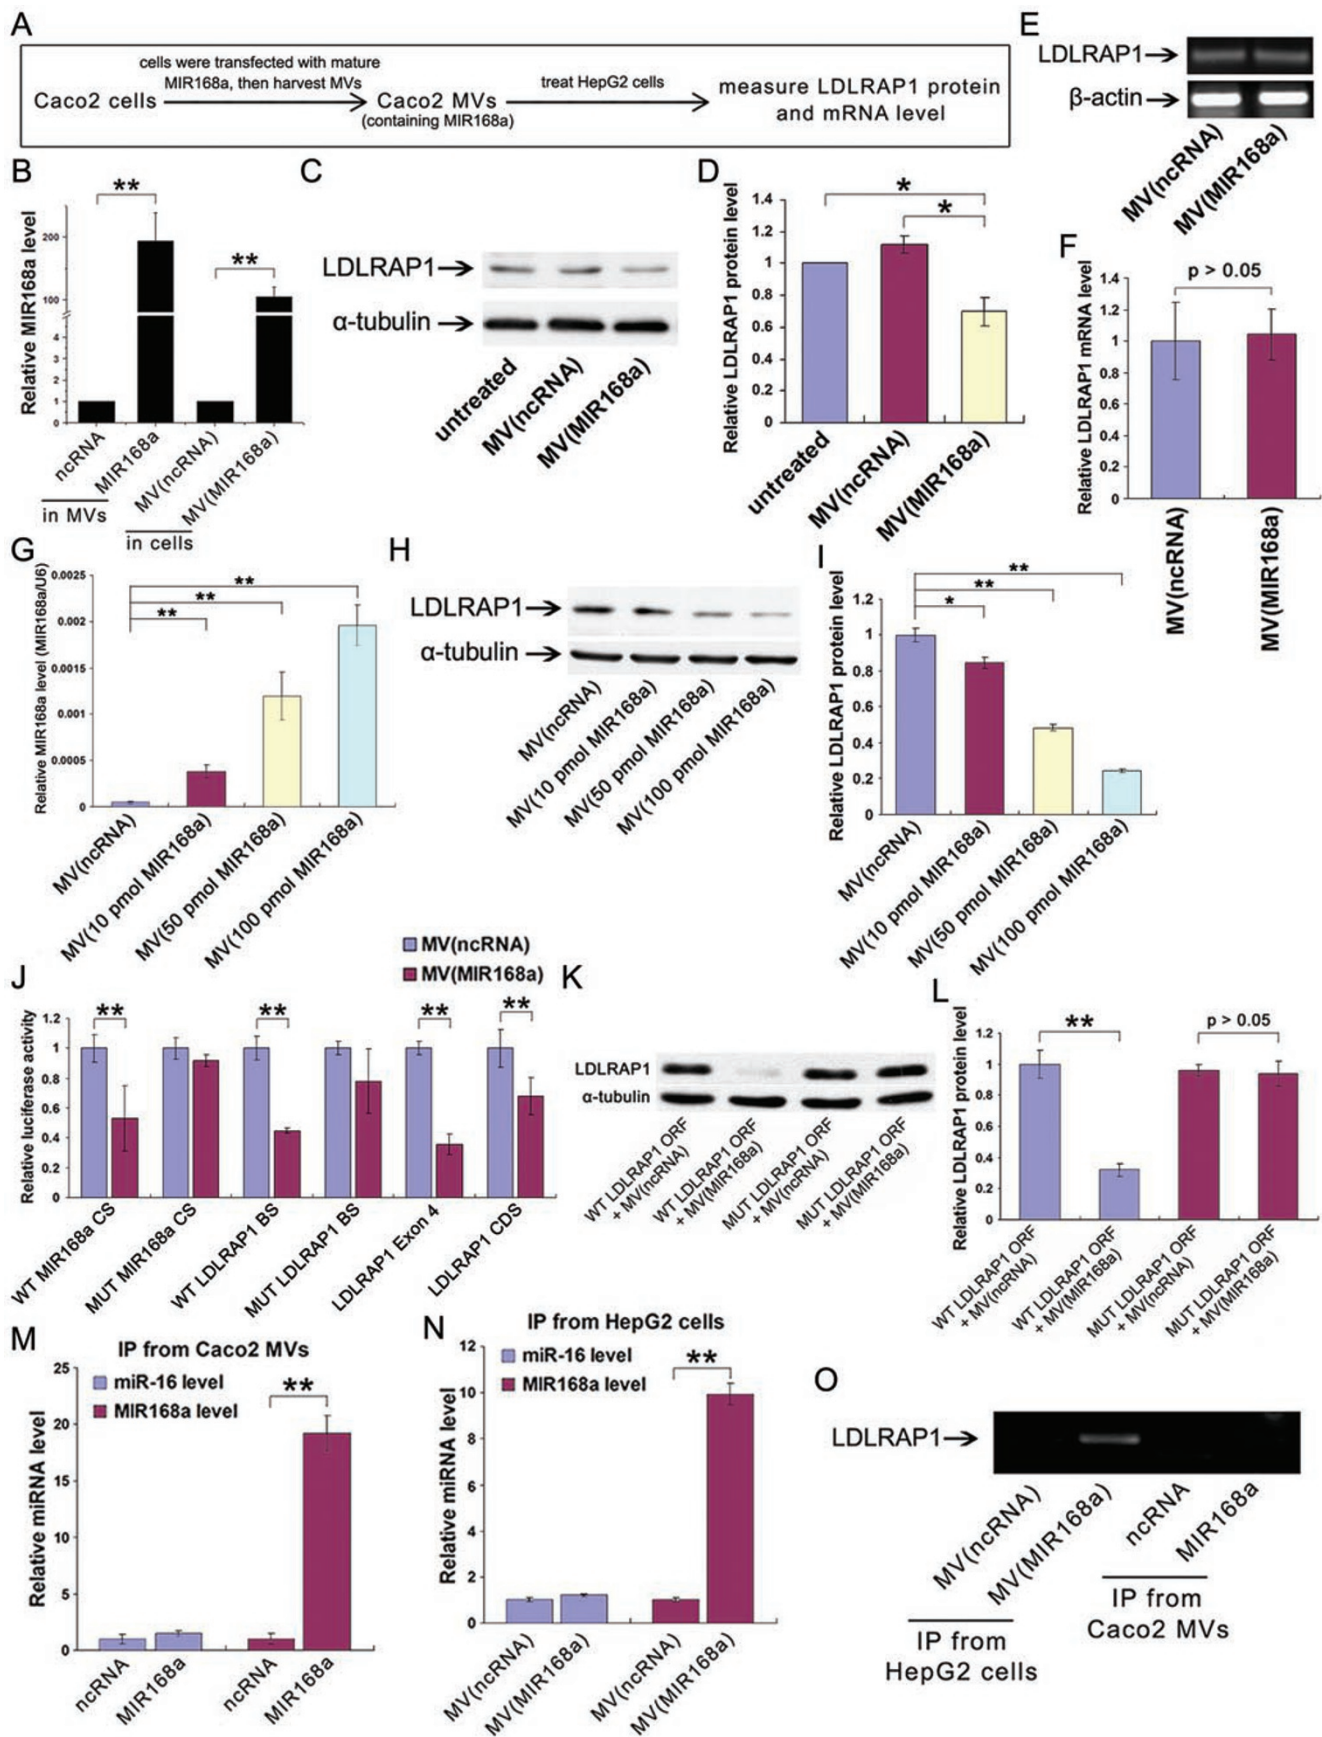 A
cells were transfected with mature
MIR168a, then harvest MVs
treat HepG2 cells
Caco2 cells
Caco2 MVs
(containing MIR168a)
measure LDLRAP1 protein
and mRNA level
E
LDLRAP1
β-actin
MV(ncRNA)
MV(MIR168a)
B
Relative MIR168a level
200
100
4
5
3
2
1
0
**
**
ncRNA
MIR168a
MV(ncRNA)
MV(MIR168a)
in MVs
in cells
C
LDLRAP1
α-tubulin
untreated
MV(ncRNA)
MV(MIR168a)
D
Relative LDLRAP1 protein level
1.4
1.2
1
0.8
0.6
0.4
0.2
0
*
*
untreated
MV(ncRNA)
MV(MIR168a)
F
Relative LDLRAP1 mRNA level
1.4
1.2
1
0.8
0.6
0.4
0.2
0
p > 0.05
MV(ncRNA)
MV(MIR168a)
G
Relative MIR168a level (MIR168a/U6)
0.0025
0.002
0.0015
0.001
0.0005
0
**
**
**
MV(ncRNA)
MV(10 pmol MIR168a)
MV(50 pmol MIR168a)
MV(100 pmol MIR168a)
H
LDLRAP1
α-tubulin
MV(ncRNA)
MV(10 pmol MIR168a)
MV(50 pmol MIR168a)
MV(100 pmol MIR168a)
I
Relative LDLRAP1 protein level
1.2
1
0.8
0.6
0.4
0.2
0
**
**
*
MV(ncRNA)
MV(10 pmol MIR168a)
MV(50 pmol MIR168a)
MV(100 pmol MIR168a)
J
MV(ncRNA)
MV(MIR168a)
Relative luciferase activity
1.2
1
0.8
0.6
0.4
0.2
0
**
**
**
**
WT MIR168a CS
MUT MIR168a CS
WT LDLRAP1 BS
MUT LDLRAP1 BS
LDLRAP1 Exon 4
LDLRAP1 CDS
K
LDLRAP1
α-tubulin
WT LDLRAP1 ORF
+ MV(ncRNA)
WT LDLRAP1 ORF
+ MV(MIR168a)
MUT LDLRAP1 ORF
+ MV(ncRNA)
MUT LDLRAP1 ORF
+ MV(MIR168a)
L
Relative LDLRAP1 protein level
1.2
1
0.8
0.6
0.4
0.2
0
**
p > 0.05
WT LDLRAP1 ORF
+ MV(ncRNA)
WT LDLRAP1 ORF
+ MV(MIR168a)
MUT LDLRAP1 ORF
+ MV(ncRNA)
MUT LDLRAP1 ORF
+ MV(MIR168a)
M
IP from Caco2 MVs
miR-16 level
MIR168a level
Relative miRNA level
25
20
15
10
5
0
**
ncRNA
MIR168a
ncRNA
MIR168a
N
IP from HepG2 cells
miR-16 level
MIR168a level
Relative miRNA level
12
10
8
6
4
2
0
**
MV(ncRNA)
MV(MIR168a)
MV(ncRNA)
MV(MIR168a)
O
LDLRAP1
MV(ncRNA)
MV(MIR168a)
ncRNA
MIR168a
IP from
HepG2 cells
IP from
Caco2 MVs